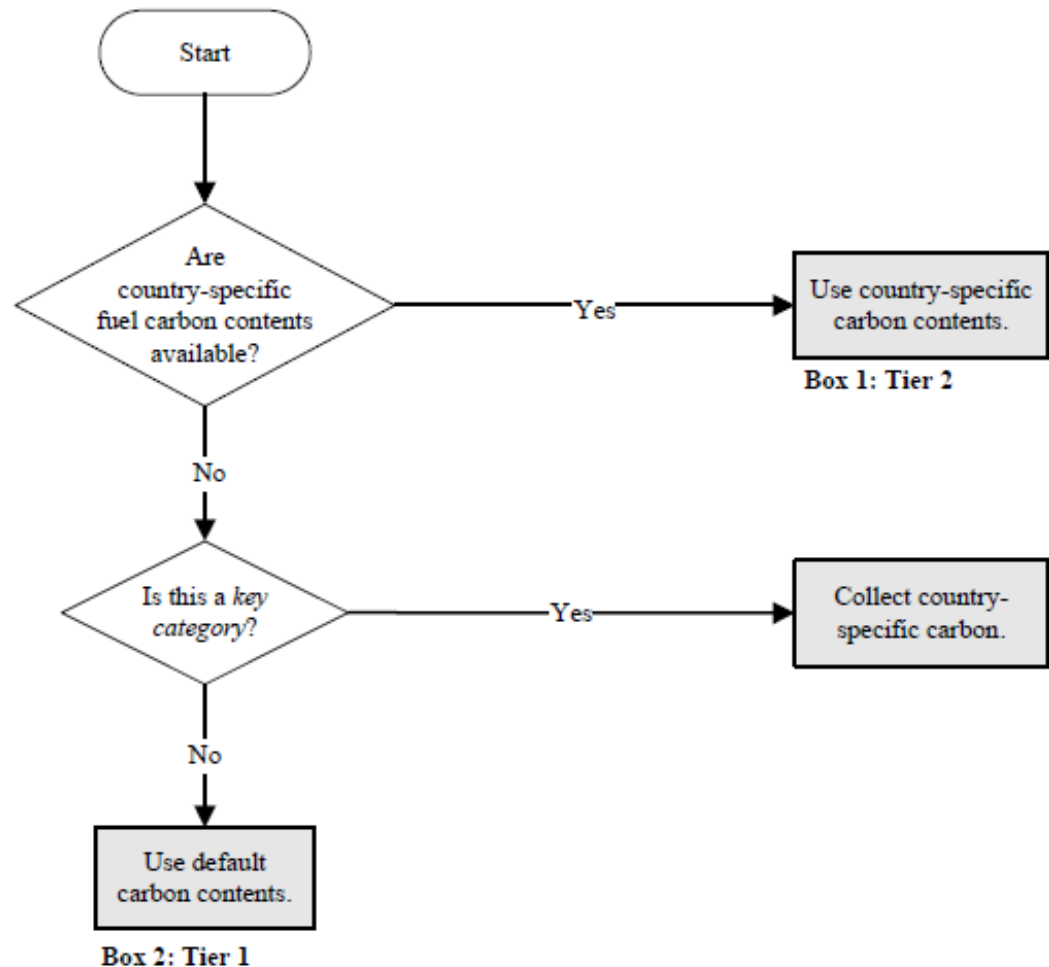 Start
Are
country-specific
fuel carbon contents
available?
Yes
Use country-specific
carbon contents.
Box 1: Tier 2
No
Is this a key
category?
Yes
Collect country-
specific carbon.
No
Use default
carbon contents.
Box 2: Tier 1